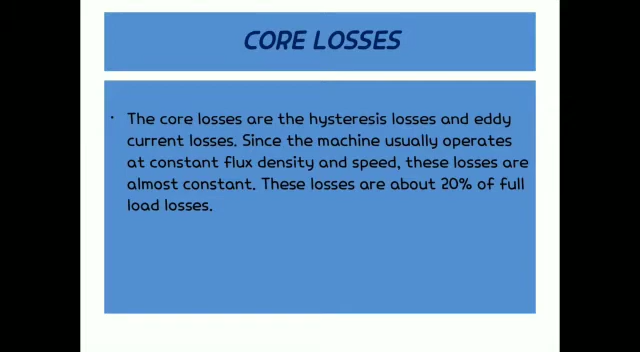 CORE LOSSES
• The core losses are the hysteresis losses and eddy
current losses. Since the machine usually operates
at constant flux density and speed, these losses are
almost constant. These losses are about 20% of full
load losses.